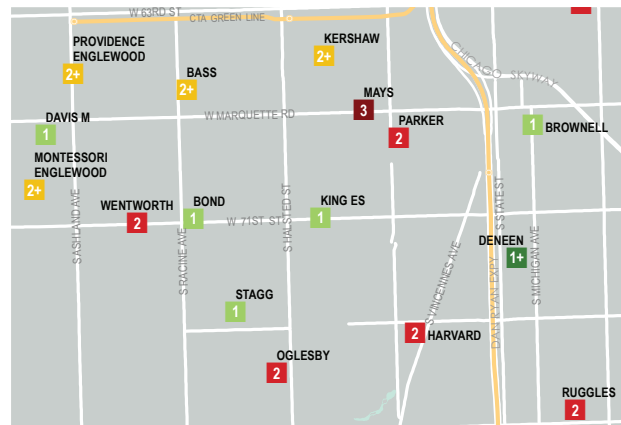 W 63RD ST
CTA GREEN LINE
PROVIDENCE
ENGLEWOOD
2+
KERSHAW
2+
BASS
2+
CHICAGO SKYWAY
MAYS
3
W MARQUETTE RD
DAVIS M
1
PARKER
2
1
BROWNELL
MONTESSORI
ENGLEWOOD
2+
WENTWORTH
2
BOND
1
KING ES
1
W 71ST ST
S ASHLAND AVE
S RACINE AVE
S HALSTED ST
S VINCENNES AVE
S STATE ST
DAN RYAN EXPY
S MICHIGAN AVE
DENEEN
1+
STAGG
1
2
HARVARD
OGLESBY
2
RUGGLES
2